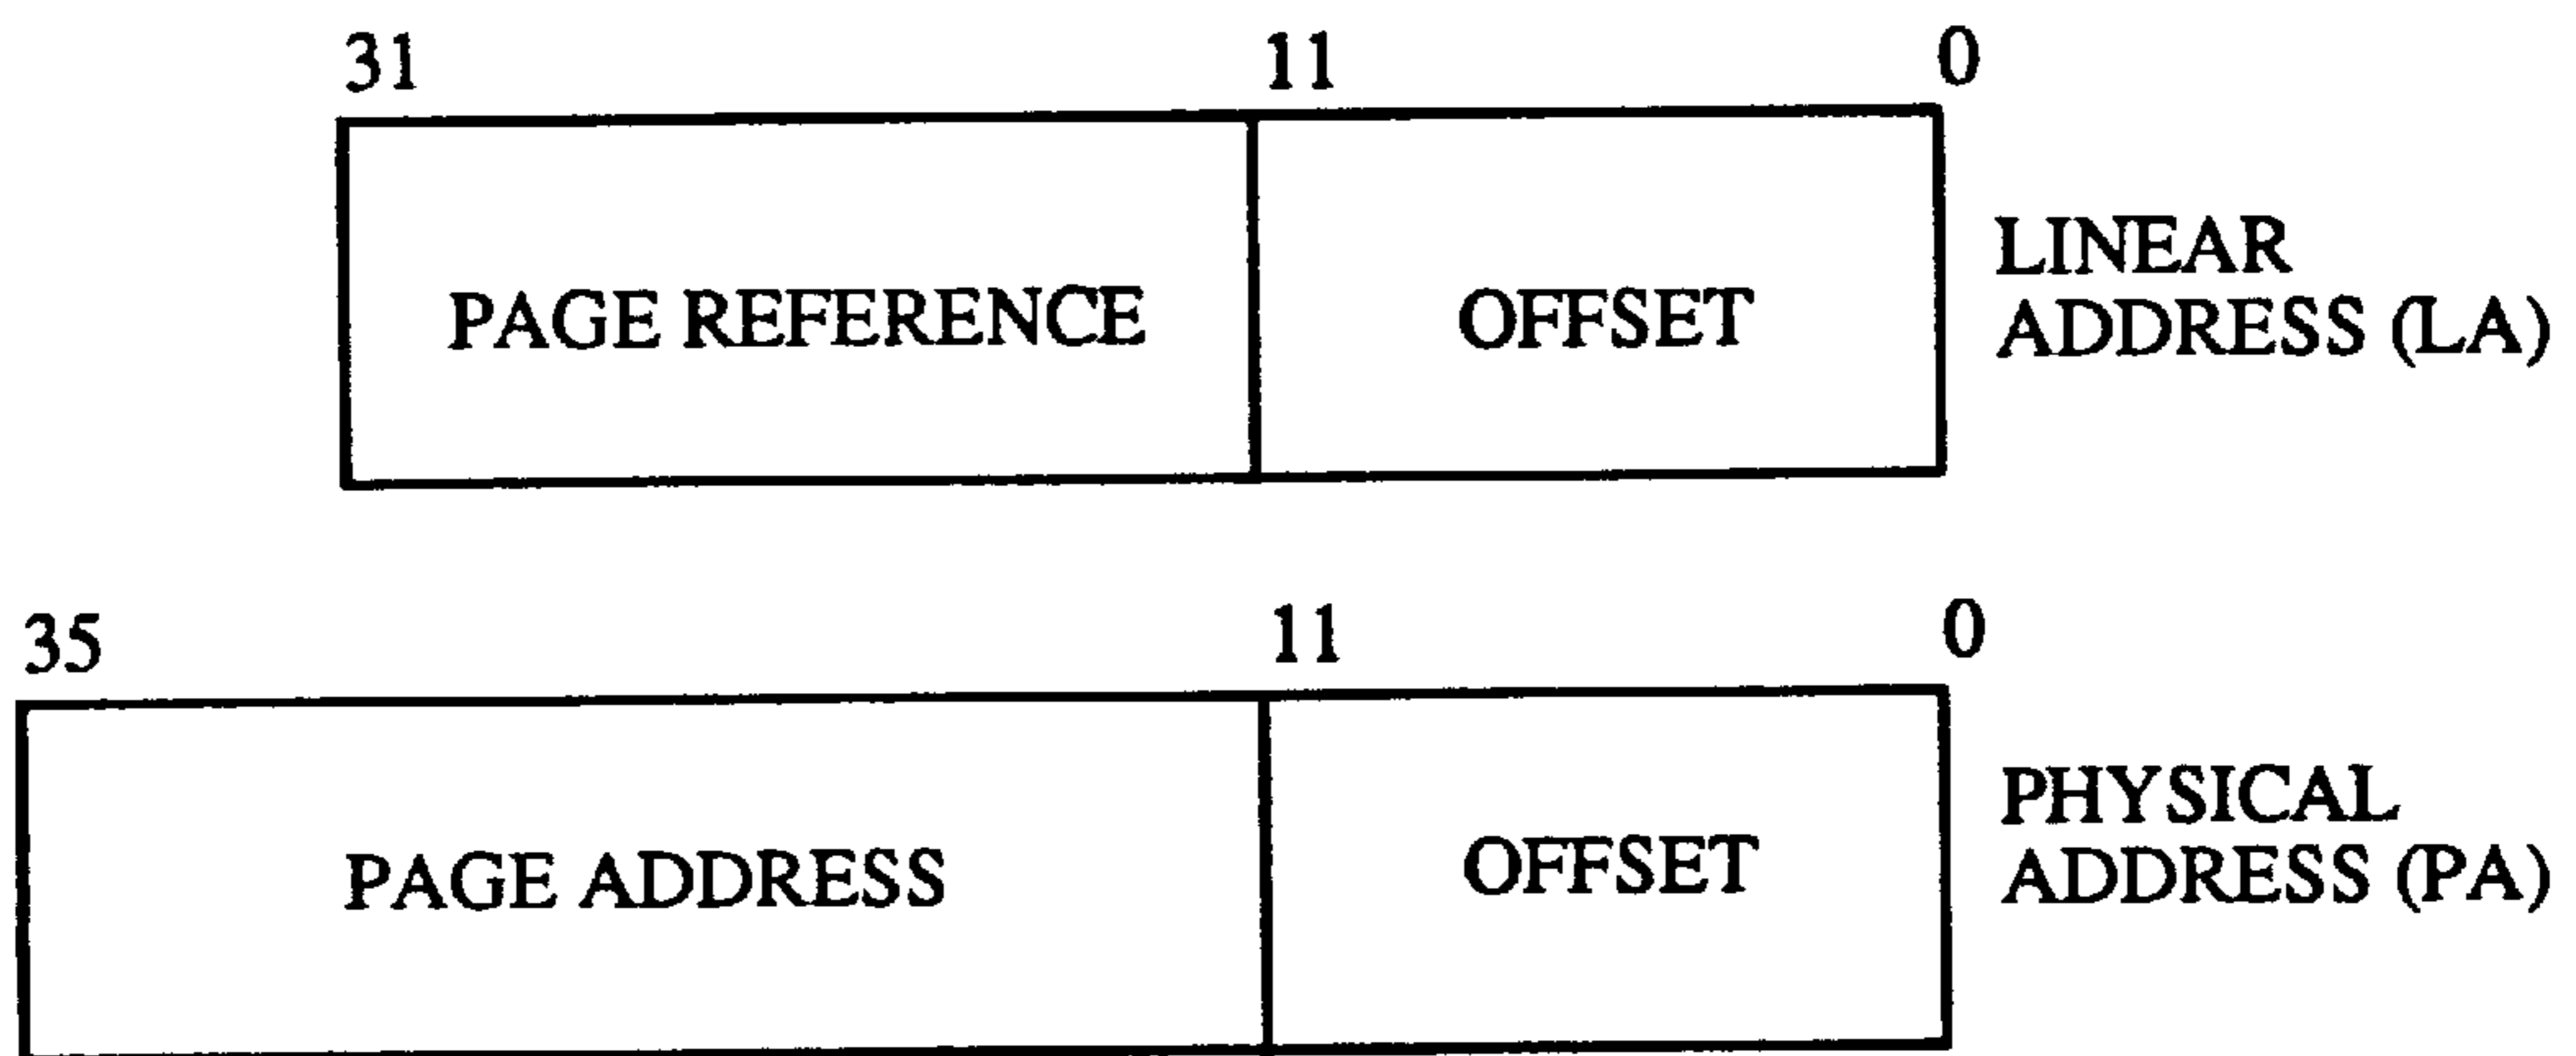 31 11 0
PAGE REFERENCE OFFSET LINEAR
ADDRESS (LA)
35 11 0
PAGE ADDRESS OFFSET PHYSICAL
ADDRESS (PA)